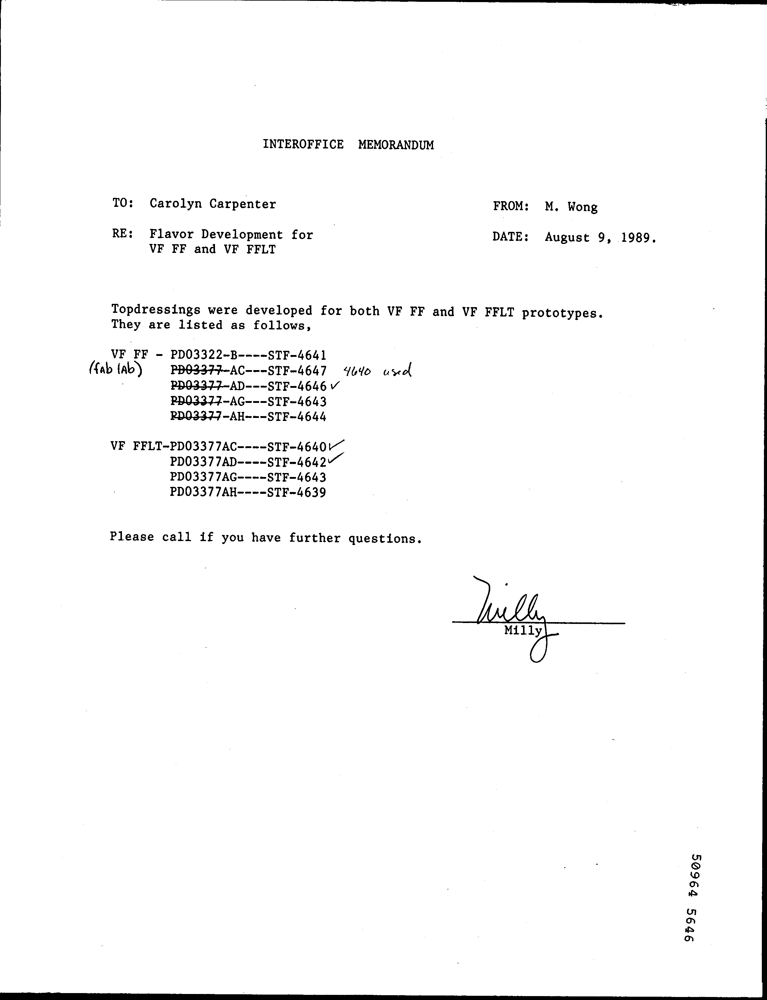 INTEROFFICE MEMORANDUM
TO: Carolyn Carpenter
FROM: M. Wong
RE: Flavor Development for
VF FF and VF FFLT
DATE: August 9, 1989.
Topdressings were developed for both VF FF and VF FFLT prototypes.
They are listed as follows,
VF FF - PD03322-B----STF-4641
(fab lab) PD03377-AC---STF-4647 4640 used
PD03377-AD---STF-4646 ✓
PD03377-AG---STF-4643
PD03377-AH---STF-4644
VF FFLT-PD03377AC----STF-4640 ✓
PD03377AD----STF-4642 ✓
PD03377AG----STF-4643
PD03377AH----STF-4639
Please call if you have further questions.
Milly
Milly
50964 5646